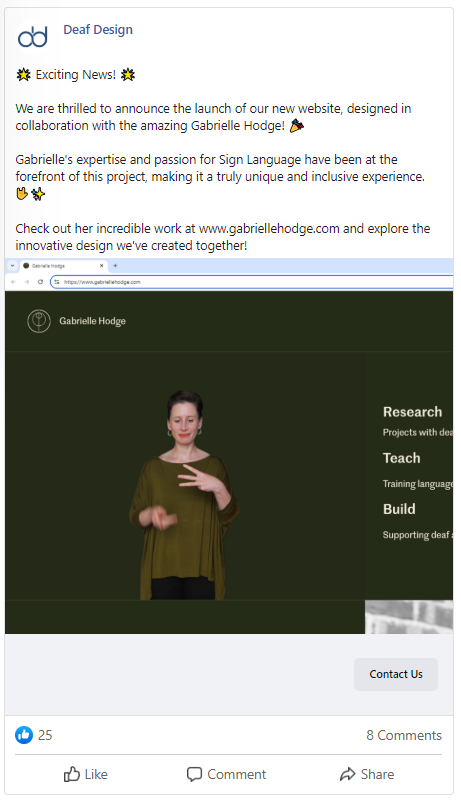 Deaf Design
🌟 Exciting News! 🌟
We are thrilled to announce the launch of our new website, designed in
collaboration with the amazing Gabrielle Hodge! 🎉
Gabrielle's expertise and passion for Sign Language have been at the
forefront of this project, making it a truly unique and inclusive experience.
🤟✨
Check out her incredible work at www.gabriellehodge.com and explore the
innovative design we've created together!
Gabrielle Hodge
https://www.gabriellehodge.com
Gabrielle Hodge
Research
Projects with dea
Teach
Training language
Build
Supporting deaf a
Contact Us
25
8 Comments
Like
Comment
Share